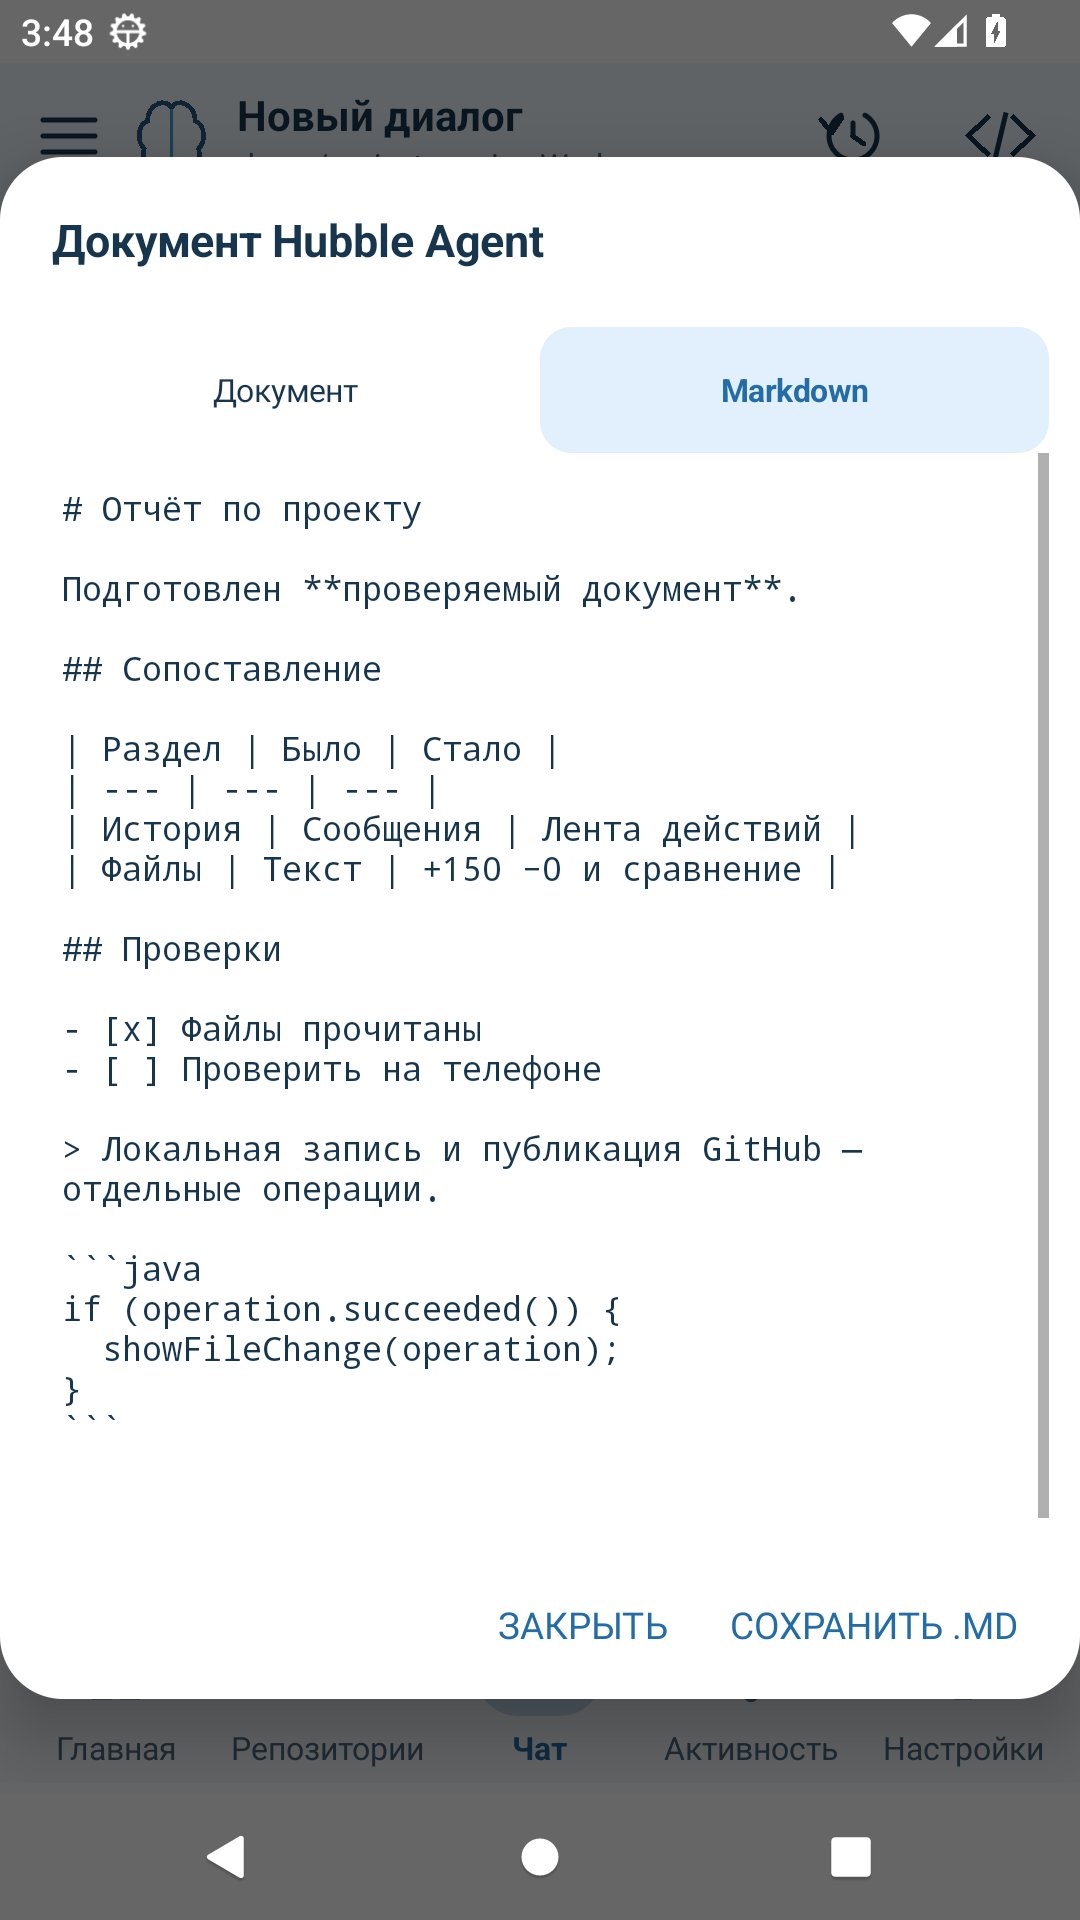 3:48
Новый диалог
Документ Hubble Agent
Документ
Markdown
# Отчёт по проекту
Подготовлен **проверяемый документ**.
## Сопоставление
| Раздел | Было | Стало |
| --- | --- | --- |
| История | Сообщения | Лента действий |
| Файлы | Текст | +150 −0 и сравнение |
## Проверки
- [x] Файлы прочитаны
- [ ] Проверить на телефоне
> Локальная запись и публикация GitHub —
отдельные операции.
```java
if (operation.succeeded()) {
  showFileChange(operation);
}
```
ЗАКРЫТЬ
СОХРАНИТЬ .MD
Главная
Репозитории
Чат
Активность
Настройки